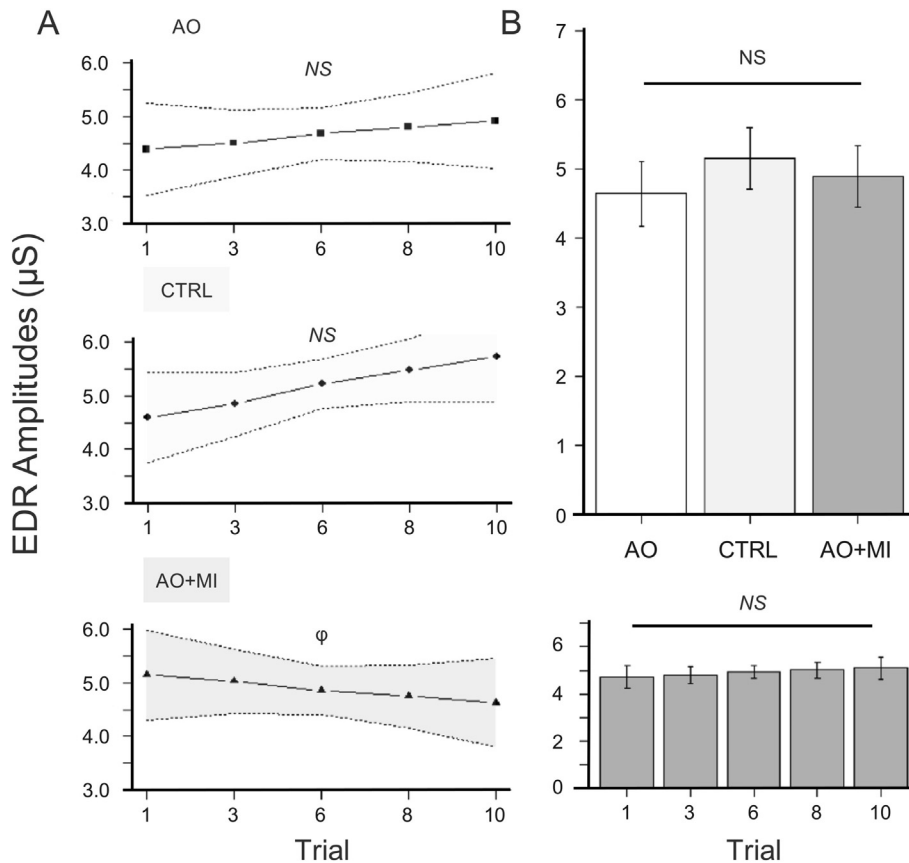 A
AO
NS
6.0
5.0
4.0
3.0
1 3 6 8 10
CTRL
NS
6.0
5.0
4.0
3.0
1 3 6 8 10
AO+MI
φ
6.0
5.0
4.0
3.0
1 3 6 8 10
Trial
EDR Amplitudes (µS)
B
NS
7
6
5
4
3
2
1
0
AO CTRL AO+MI
NS
6
4
2
0
1 3 6 8 10
Trial